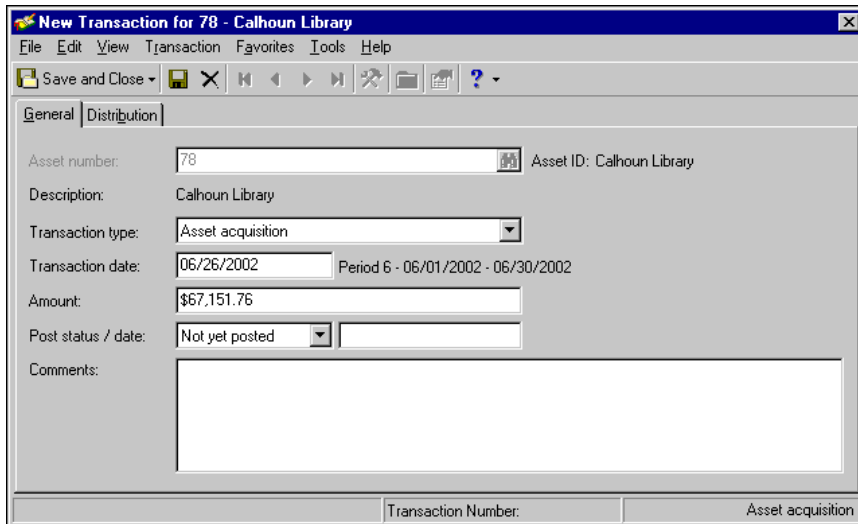 New Transaction for 78 - Calhoun Library
File Edit View Transaction Favorites Tools Help
Save and Close ?
General Distribution
Asset number: 78 Asset ID: Calhoun Library
Description: Calhoun Library
Transaction type: Asset acquisition
Transaction date: 06/26/2002 Period 6 - 06/01/2002 - 06/30/2002
Amount: $67,151.76
Post status / date: Not yet posted
Comments:
Transaction Number: Asset acquisition